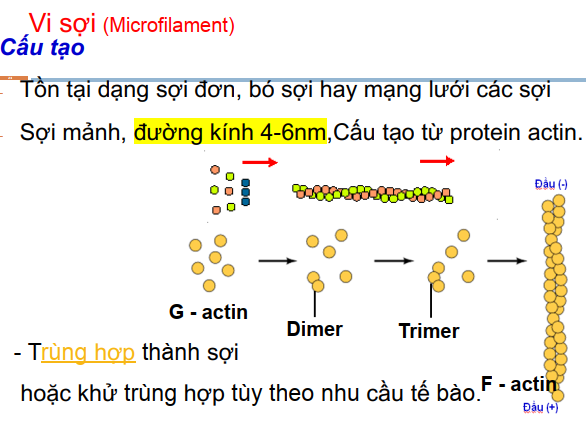 Vi sợi (Microfilament)
Cấu tạo
- Tồn tại dạng sợi đơn, bó sợi hay mạng lưới các sợi
- Sợi mảnh, đường kính 4-6nm,Cấu tạo từ protein actin.
Đầu (-)
G - actin
Dimer
Trimer
- Trùng hợp thành sợi
hoặc khử trùng hợp tùy theo nhu cầu tế bào.
F - actin
Đầu (+)